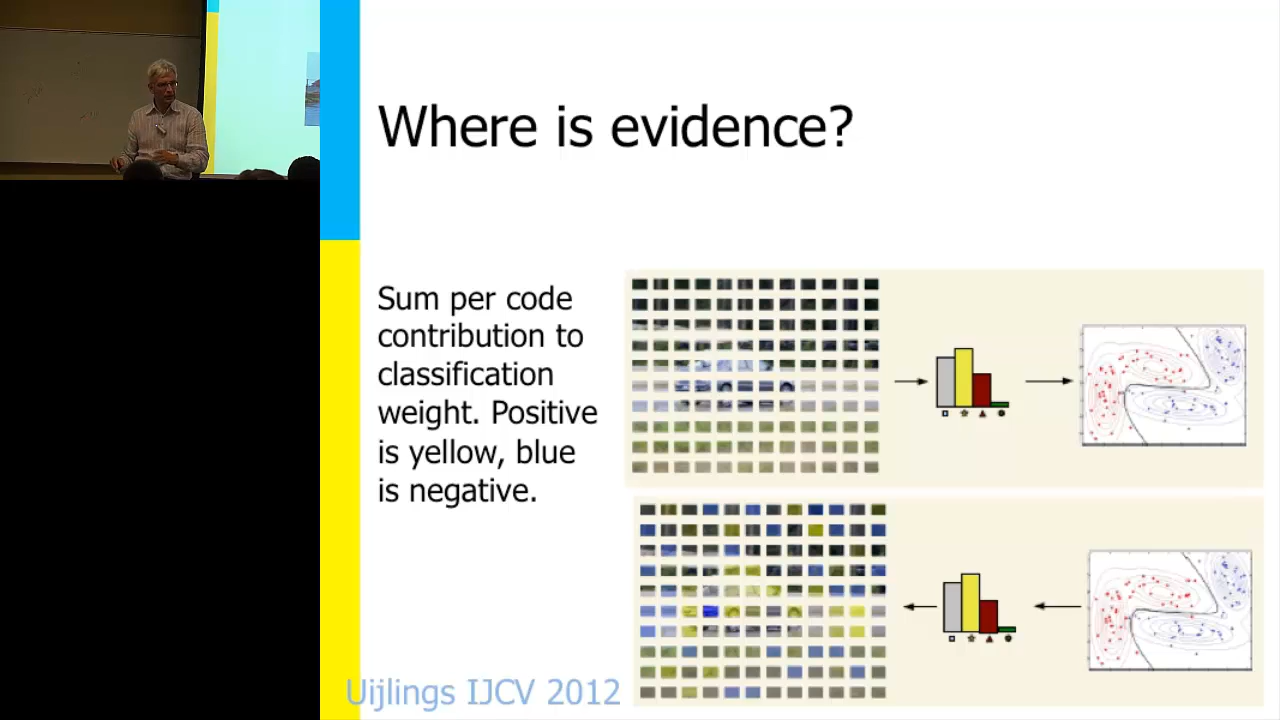 Where is evidence?
Sum per code
contribution to
classification
weight. Positive
is yellow, blue
is negative.
Uijlings IJCV 2012